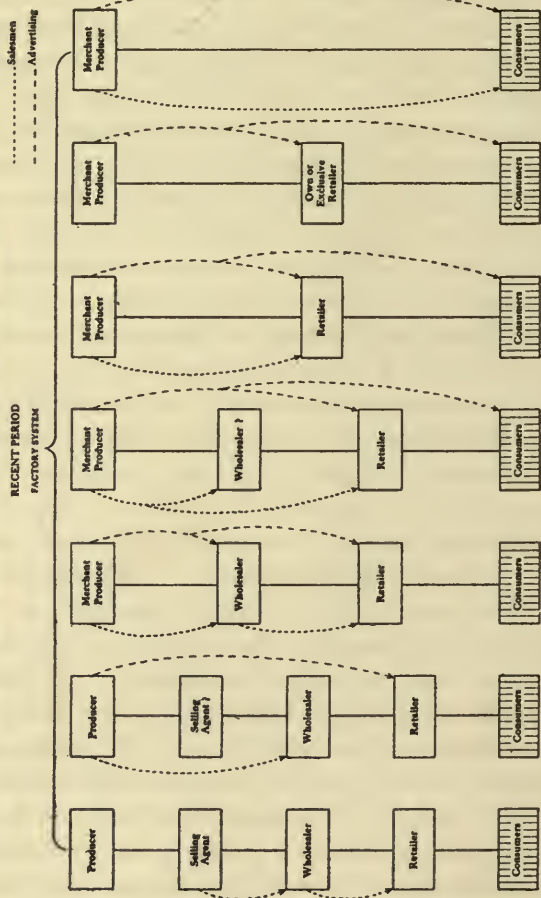 RECENT PERIOD
FACTORY SYSTEM
Salesmen
Advertising
Producer
Selling
Agent
Wholesaler
Retailer
Consumers
Producer
Selling
Agent ?
Wholesaler
Retailer
Consumers
Merchant
Producer
Wholesaler
Retailer
Consumers
Merchant
Producer
Wholesaler ?
Retailer
Consumers
Merchant
Producer
Retailer
Consumers
Merchant
Producer
Own or
Exclusive
Retailer
Consumers
Merchant
Producer
Consumers